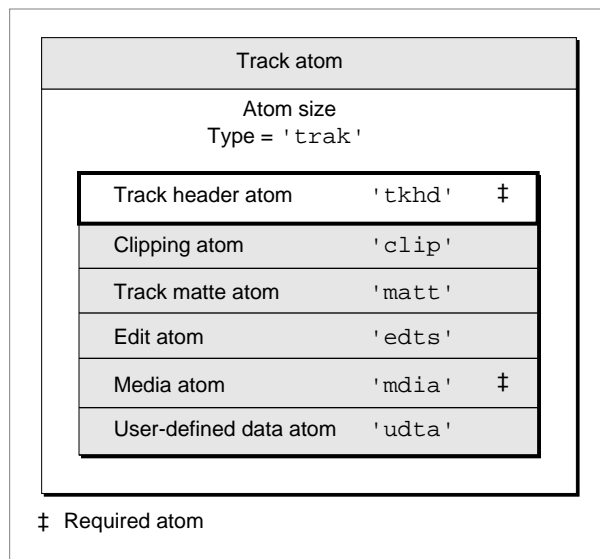 Track atom
Atom size
Type = 'trak'
Track header atom 'tkhd' ‡
Clipping atom 'clip'
Track matte atom 'matt'
Edit atom 'edts'
Media atom 'mdia' ‡
User-defined data atom 'udta'
‡ Required atom